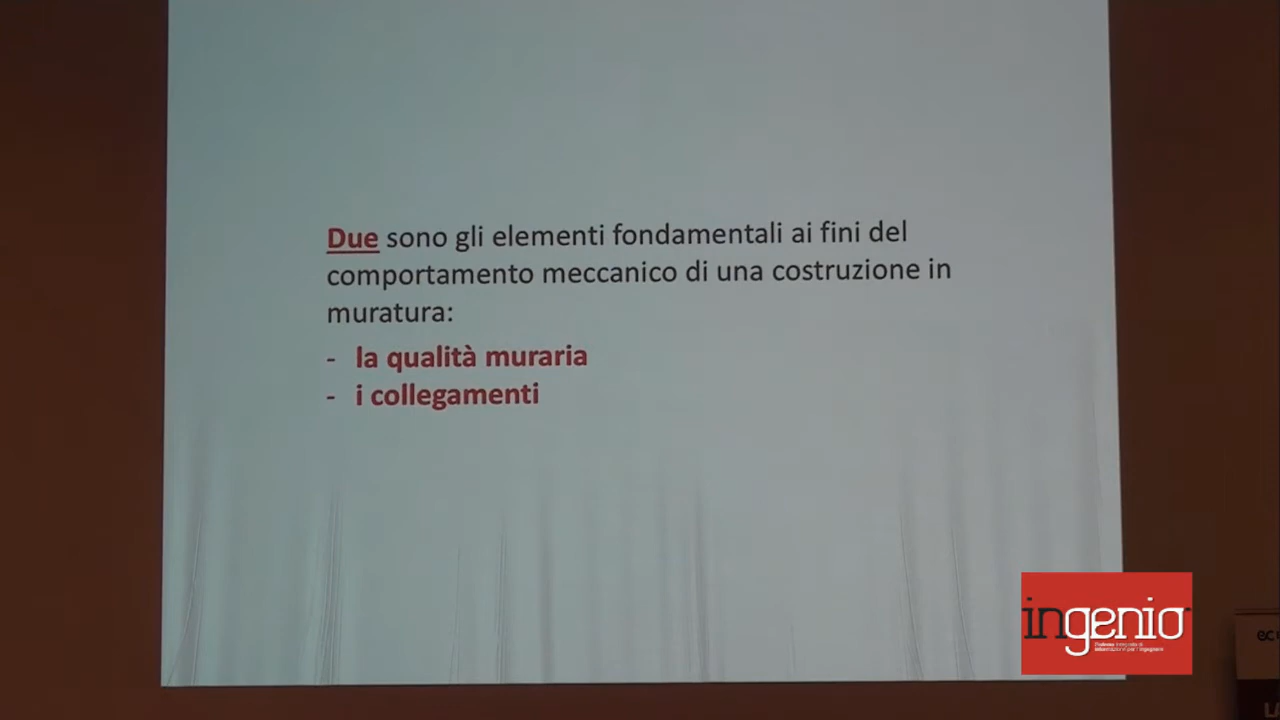 Due sono gli elementi fondamentali ai fini del
comportamento meccanico di una costruzione in
muratura:
- la qualità muraria
- i collegamenti
ingenio